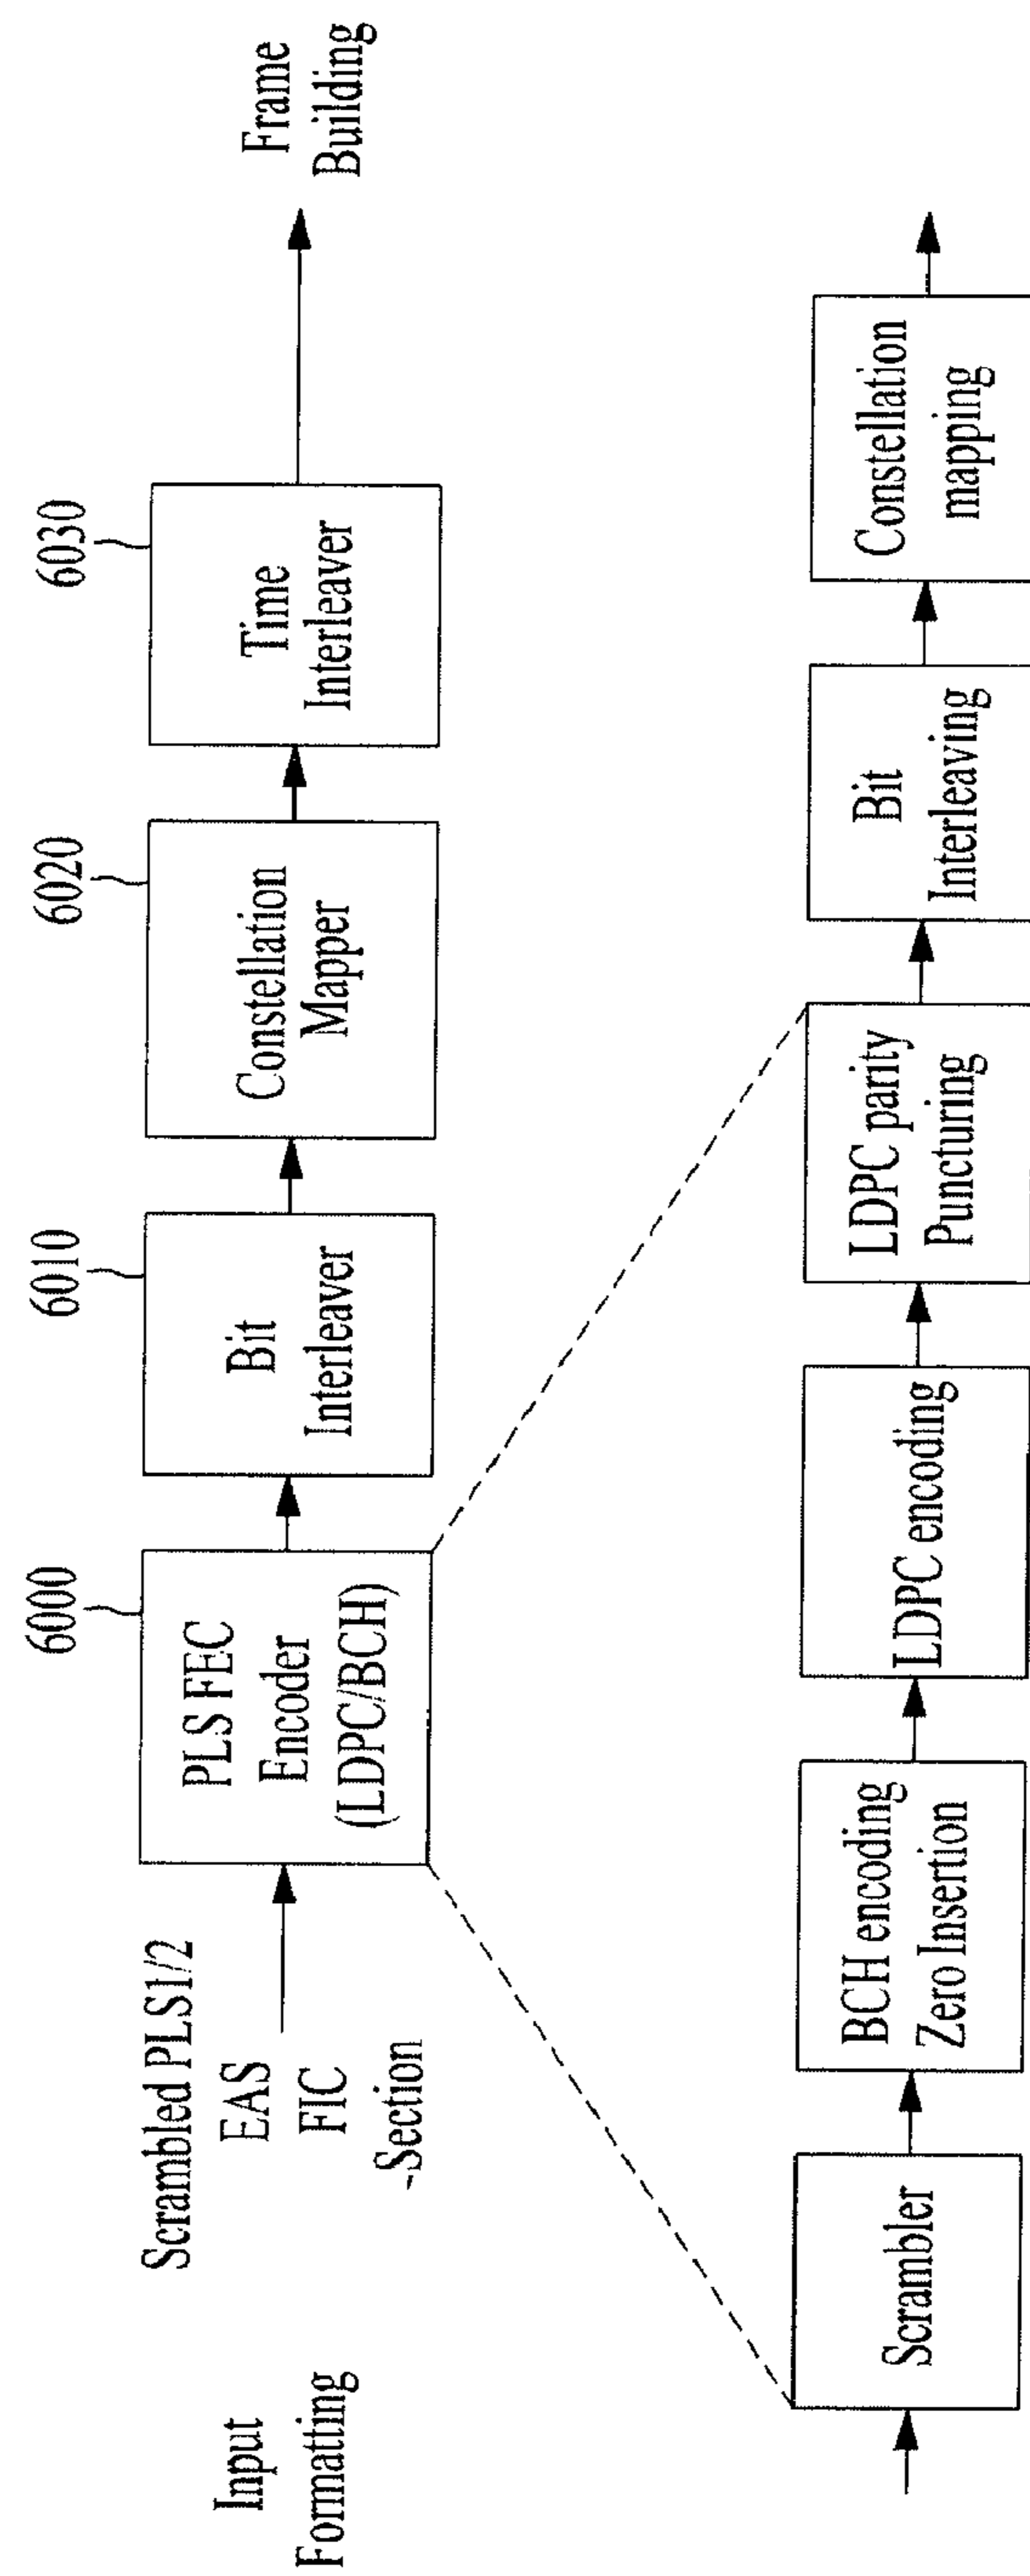 Input
Formatting
Scrambled PLS1/2
EAS
FIC
-Section
6000
PLS FEC
Encoder
(LDPC/BCH)
6010
Bit
Interleaver
6020
Constellation
Mapper
6030
Time
Interleaver
Frame
Building
Scrambler
BCH encoding
Zero Insertion
LDPC encoding
LDPC parity
Puncturing
Bit
Interleaving
Constellation
mapping